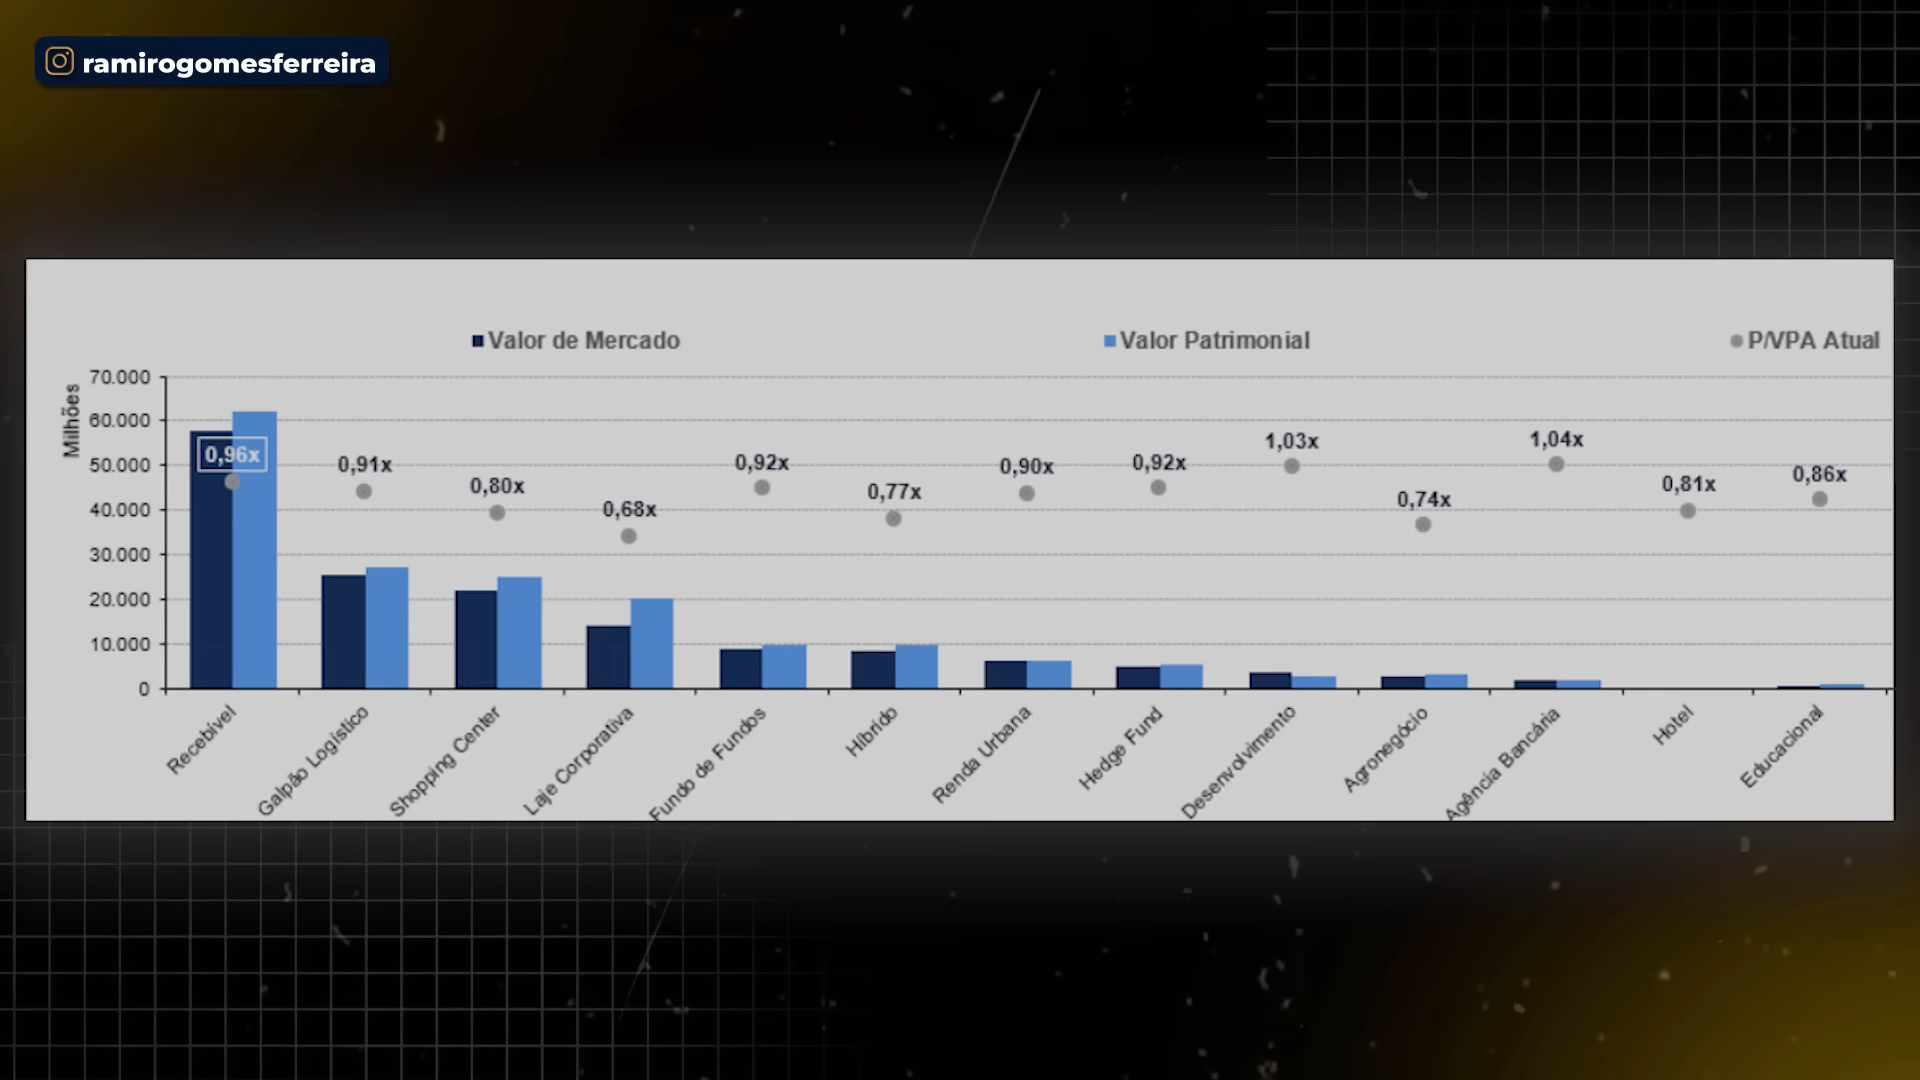 ramirogomesferreira
Valor de Mercado
Valor Patrimonial
P/VPA Atual
Milhões
70.000
60.000
50.000
40.000
30.000
20.000
10.000
0
0,96x
0,91x
0,80x
0,68x
0,92x
0,77x
0,90x
0,92x
1,03x
0,74x
1,04x
0,81x
0,86x
Recebível
Galpão Logístico
Shopping Center
Laje Corporativa
Fundo de Fundos
Híbrido
Renda Urbana
Hedge Fund
Desenvolvimento
Agronegócio
Agência Bancária
Hotel
Educacional